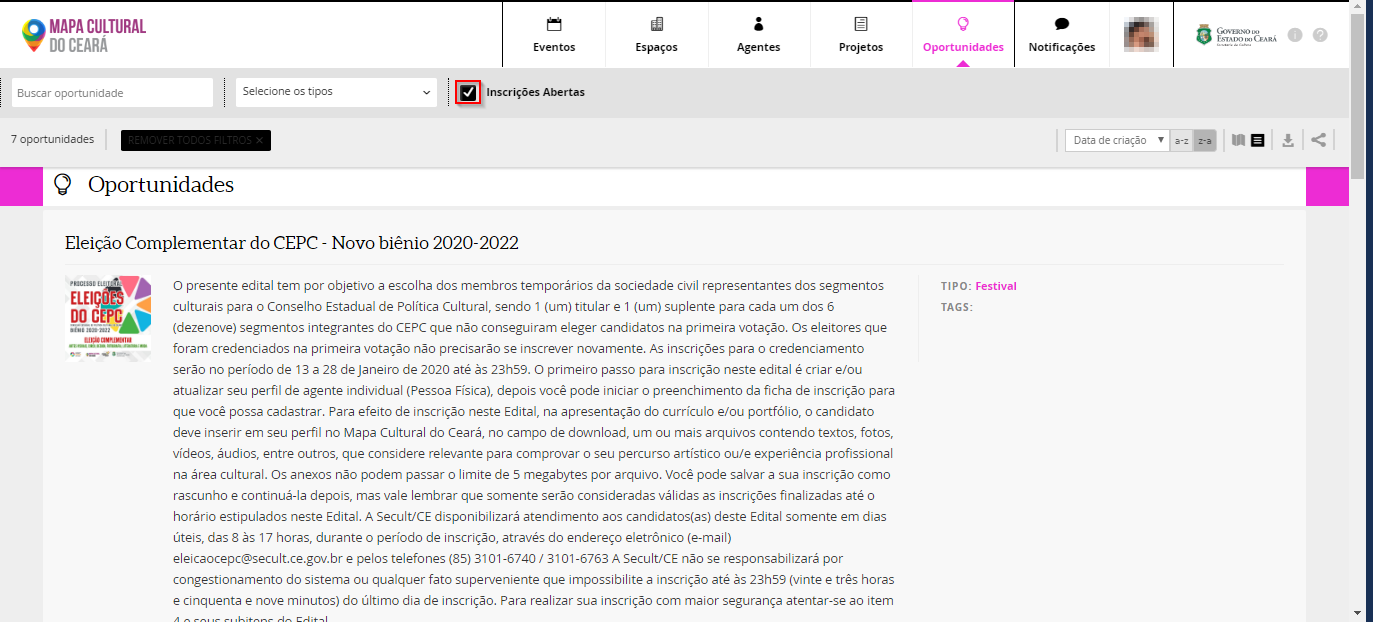 MAPA CULTURAL
DO CEARÁ
Eventos
Espaços
Agentes
Projetos
Oportunidades
Notificações
GOVERNO DO
ESTADO DO CEARÁ
Secretaria da Cultura
Buscar oportunidade
Selecione os tipos
Inscrições Abertas
7 oportunidades
REMOVER TODOS FILTROS ×
Data de criação
a-z
z-a
Oportunidades
Eleição Complementar do CEPC - Novo biênio 2020-2022
PROCESSO ELEITORAL
ELEIÇÕES
DO CEPC
BIÊNIO 2020-2022
ELEIÇÃO COMPLEMENTAR
O presente edital tem por objetivo a escolha dos membros temporários da sociedade civil representantes dos segmentos
culturais para o Conselho Estadual de Política Cultural, sendo 1 (um) titular e 1 (um) suplente para cada um dos 6
(dezenove) segmentos integrantes do CEPC que não conseguiram eleger candidatos na primeira votação. Os eleitores que
foram credenciados na primeira votação não precisarão se inscrever novamente. As inscrições para o credenciamento
serão no período de 13 a 28 de Janeiro de 2020 até às 23h59. O primeiro passo para inscrição neste edital é criar e/ou
atualizar seu perfil de agente individual (Pessoa Física), depois você pode iniciar o preenchimento da ficha de inscrição para
que você possa cadastrar. Para efeito de inscrição neste Edital, na apresentação do currículo e/ou portfólio, o candidato
deve inserir em seu perfil no Mapa Cultural do Ceará, no campo de download, um ou mais arquivos contendo textos, fotos,
vídeos, áudios, entre outros, que considere relevante para comprovar o seu percurso artístico ou/e experiência profissional
na área cultural. Os anexos não podem passar o limite de 5 megabytes por arquivo. Você pode salvar a sua inscrição como
rascunho e continuá-la depois, mas vale lembrar que somente serão consideradas válidas as inscrições finalizadas até o
horário estipulados neste Edital. A Secult/CE disponibilizará atendimento aos candidatos(as) deste Edital somente em dias
úteis, das 8 às 17 horas, durante o período de inscrição, através do endereço eletrônico (e-mail)
eleicaocepc@secult.ce.gov.br e pelos telefones (85) 3101-6740 / 3101-6763 A Secult/CE não se responsabilizará por
congestionamento do sistema ou qualquer fato superveniente que impossibilite a inscrição até às 23h59 (vinte e três horas
e cinquenta e nove minutos) do último dia de inscrição. Para realizar sua inscrição com maior segurança atentar-se ao item
4 e seus subitens do Edital.
TIPO: Festival
TAGS: